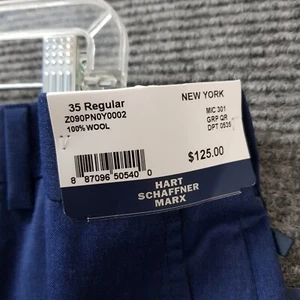 35 Regular
NEW YORK
Z090PN0Y0002
100% WOOL
MIC 301
GRP QR
DPT 0835
8 87096 50540 0
$125.00
HART
SCHAFFNER
MARX